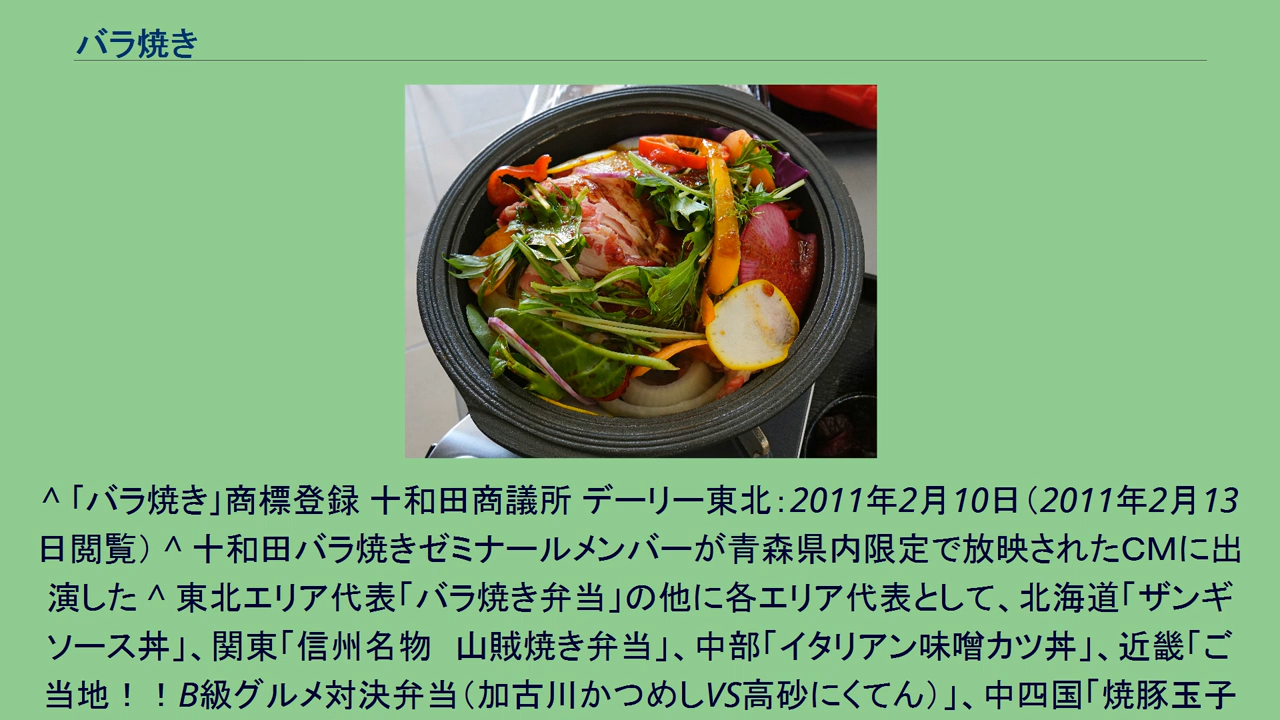 バラ焼き
^ 「バラ焼き」商標登録 十和田商議所 デーリー東北：2011年2月10日（2011年2月13
日閲覧） ^ 十和田バラ焼きゼミナールメンバーが青森県内限定で放映されたCMに出
演した ^ 東北エリア代表「バラ焼き弁当」の他に各エリア代表として、北海道「ザンギ
ソース丼」、関東「信州名物　山賊焼き弁当」、中部「イタリアン味噌カツ丼」、近畿「ご
当地！！B級グルメ対決弁当（加古川かつめしVS高砂にくてん）」、中四国「焼豚玉子